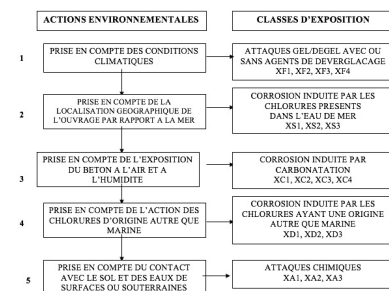 ACTIONS ENVIRONNEMENTALES
CLASSES D'EXPOSITION
1
PRISE EN COMPTE DES CONDITIONS
CLIMATIQUES
ATTAQUES GEL/DEGEL AVEC OU
SANS AGENTS DE DEVERGLACAGE
XF1, XF2, XF3, XF4
2
PRISE EN COMPTE DE LA
LOCALISATION GEOGRAPHIQUE DE
L'OUVRAGE PAR RAPPORT A LA MER
CORROSION INDUITE PAR LES
CHLORURES PRESENTS
DANS L'EAU DE MER
XS1, XS2, XS3
3
PRISE EN COMPTE DE L'EXPOSITION
DU BETON A L'AIR ET A
L'HUMIDITE
CORROSION INDUITE PAR
CARBONATATION
XC1, XC2, XC3, XC4
4
PRISE EN COMPTE DE L'ACTION DES
CHLORURES D'ORIGINE AUTRE QUE
MARINE
CORROSION INDUITE PAR LES
CHLORURES AYANT UNE ORIGINE
AUTRE QUE MARINE
XD1, XD2, XD3
5
PRISE EN COMPTE DU CONTACT
AVEC LE SOL ET DES EAUX DE
SURFACES OU SOUTERRAINES
ATTAQUES CHIMIQUES
XA1, XA2, XA3